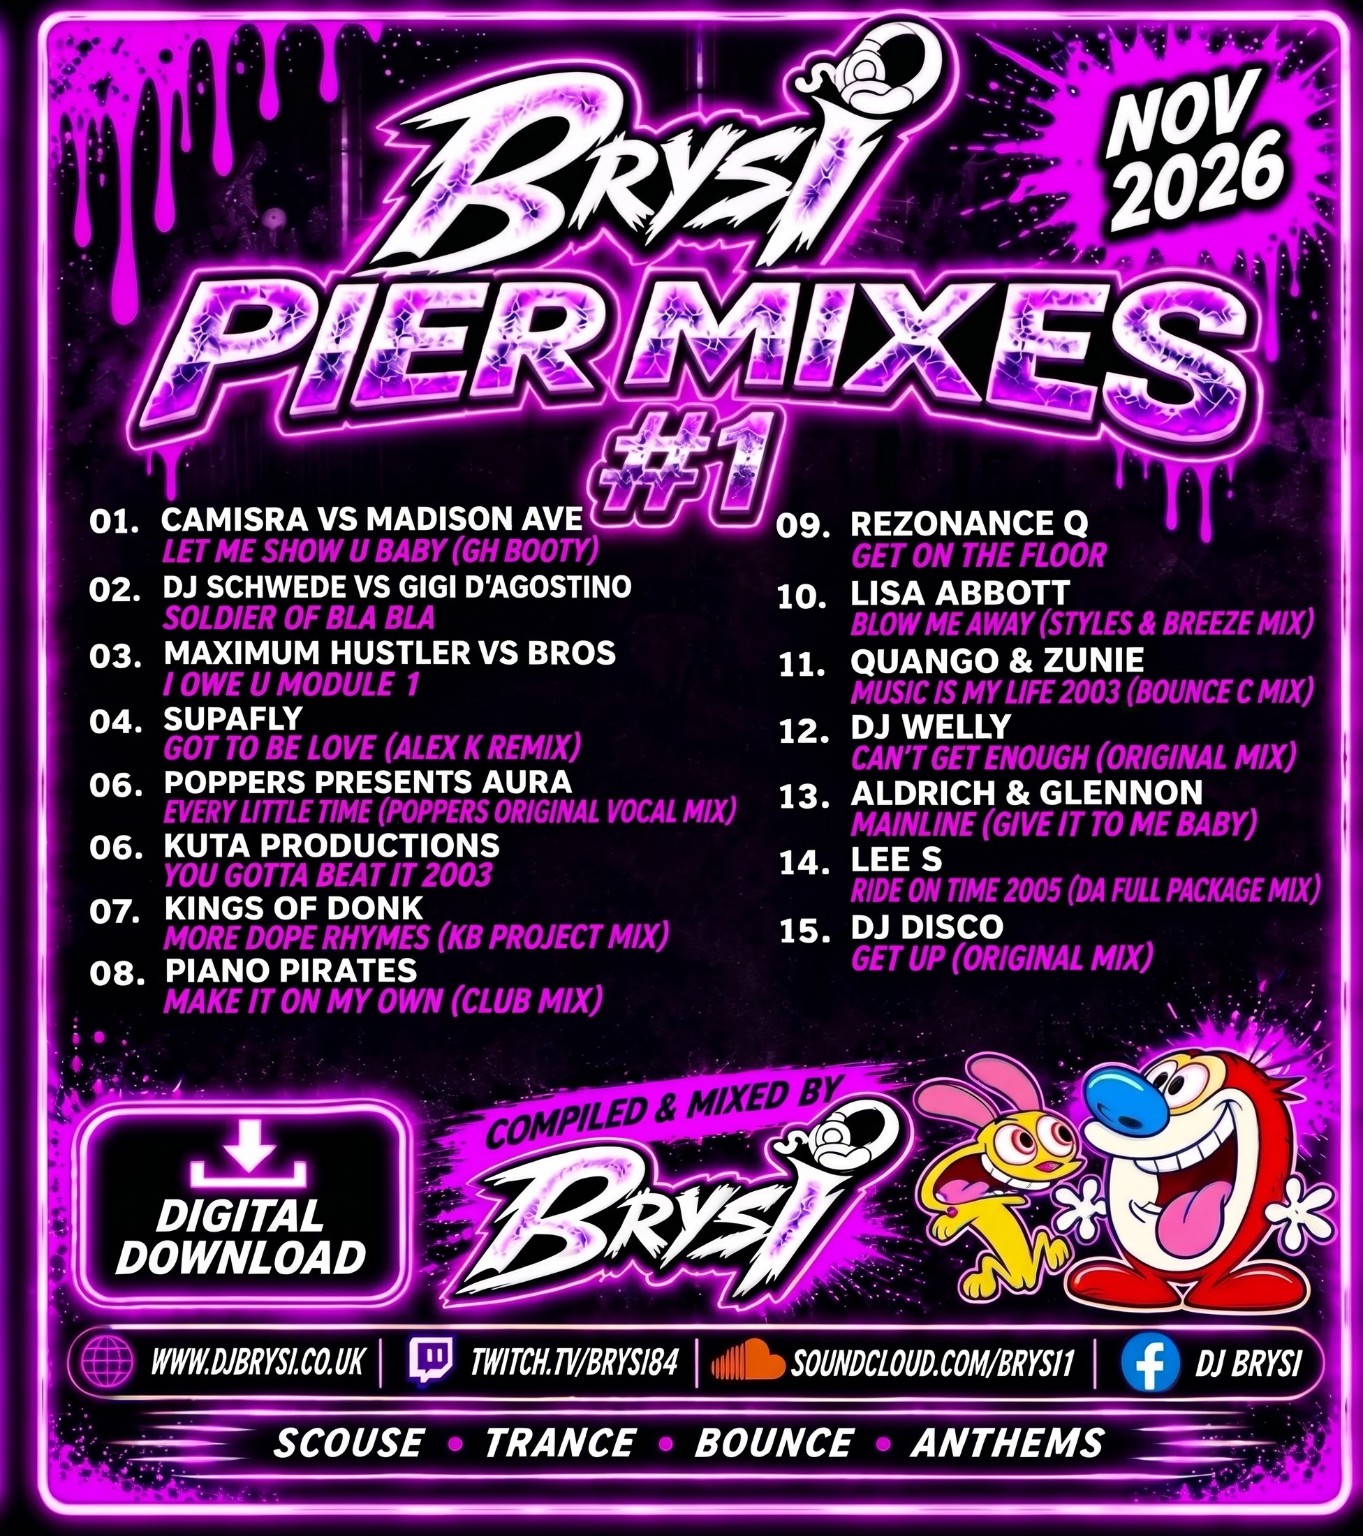 BRYSI
NOV
2026
PIER MIXES
#1
01. CAMISRA VS MADISON AVE
LET ME SHOW U BABY (GH BOOTY)
02. DJ SCHWEDE VS GIGI D'AGOSTINO
SOLDIER OF BLA BLA
03. MAXIMUM HUSTLER VS BROS
I OWE U MODULE 1
04. SUPAFLY
GOT TO BE LOVE (ALEX K REMIX)
06. POPPERS PRESENTS AURA
EVERY LITTLE TIME (POPPERS ORIGINAL VOCAL MIX)
06. KUTA PRODUCTIONS
YOU GOTTA BEAT IT 2003
07. KINGS OF DONK
MORE DOPE RHYMES (KB PROJECT MIX)
08. PIANO PIRATES
MAKE IT ON MY OWN (CLUB MIX)
09. REZONANCE Q
GET ON THE FLOOR
10. LISA ABBOTT
BLOW ME AWAY (STYLES & BREEZE MIX)
11. QUANGO & ZUNIE
MUSIC IS MY LIFE 2003 (BOUNCE C MIX)
12. DJ WELLY
CAN'T GET ENOUGH (ORIGINAL MIX)
13. ALDRICH & GLENNON
MAINLINE (GIVE IT TO ME BABY)
14. LEE S
RIDE ON TIME 2005 (DA FULL PACKAGE MIX)
15. DJ DISCO
GET UP (ORIGINAL MIX)
DIGITAL
DOWNLOAD
COMPILED & MIXED BY
BRYSI
WWW.DJBRYSI.CO.UK | TWITCH.TV/BRYSI84 | SOUNDCLOUD.COM/BRYSI1 | DJ BRYSI
SCOUSE • TRANCE • BOUNCE • ANTHEMS